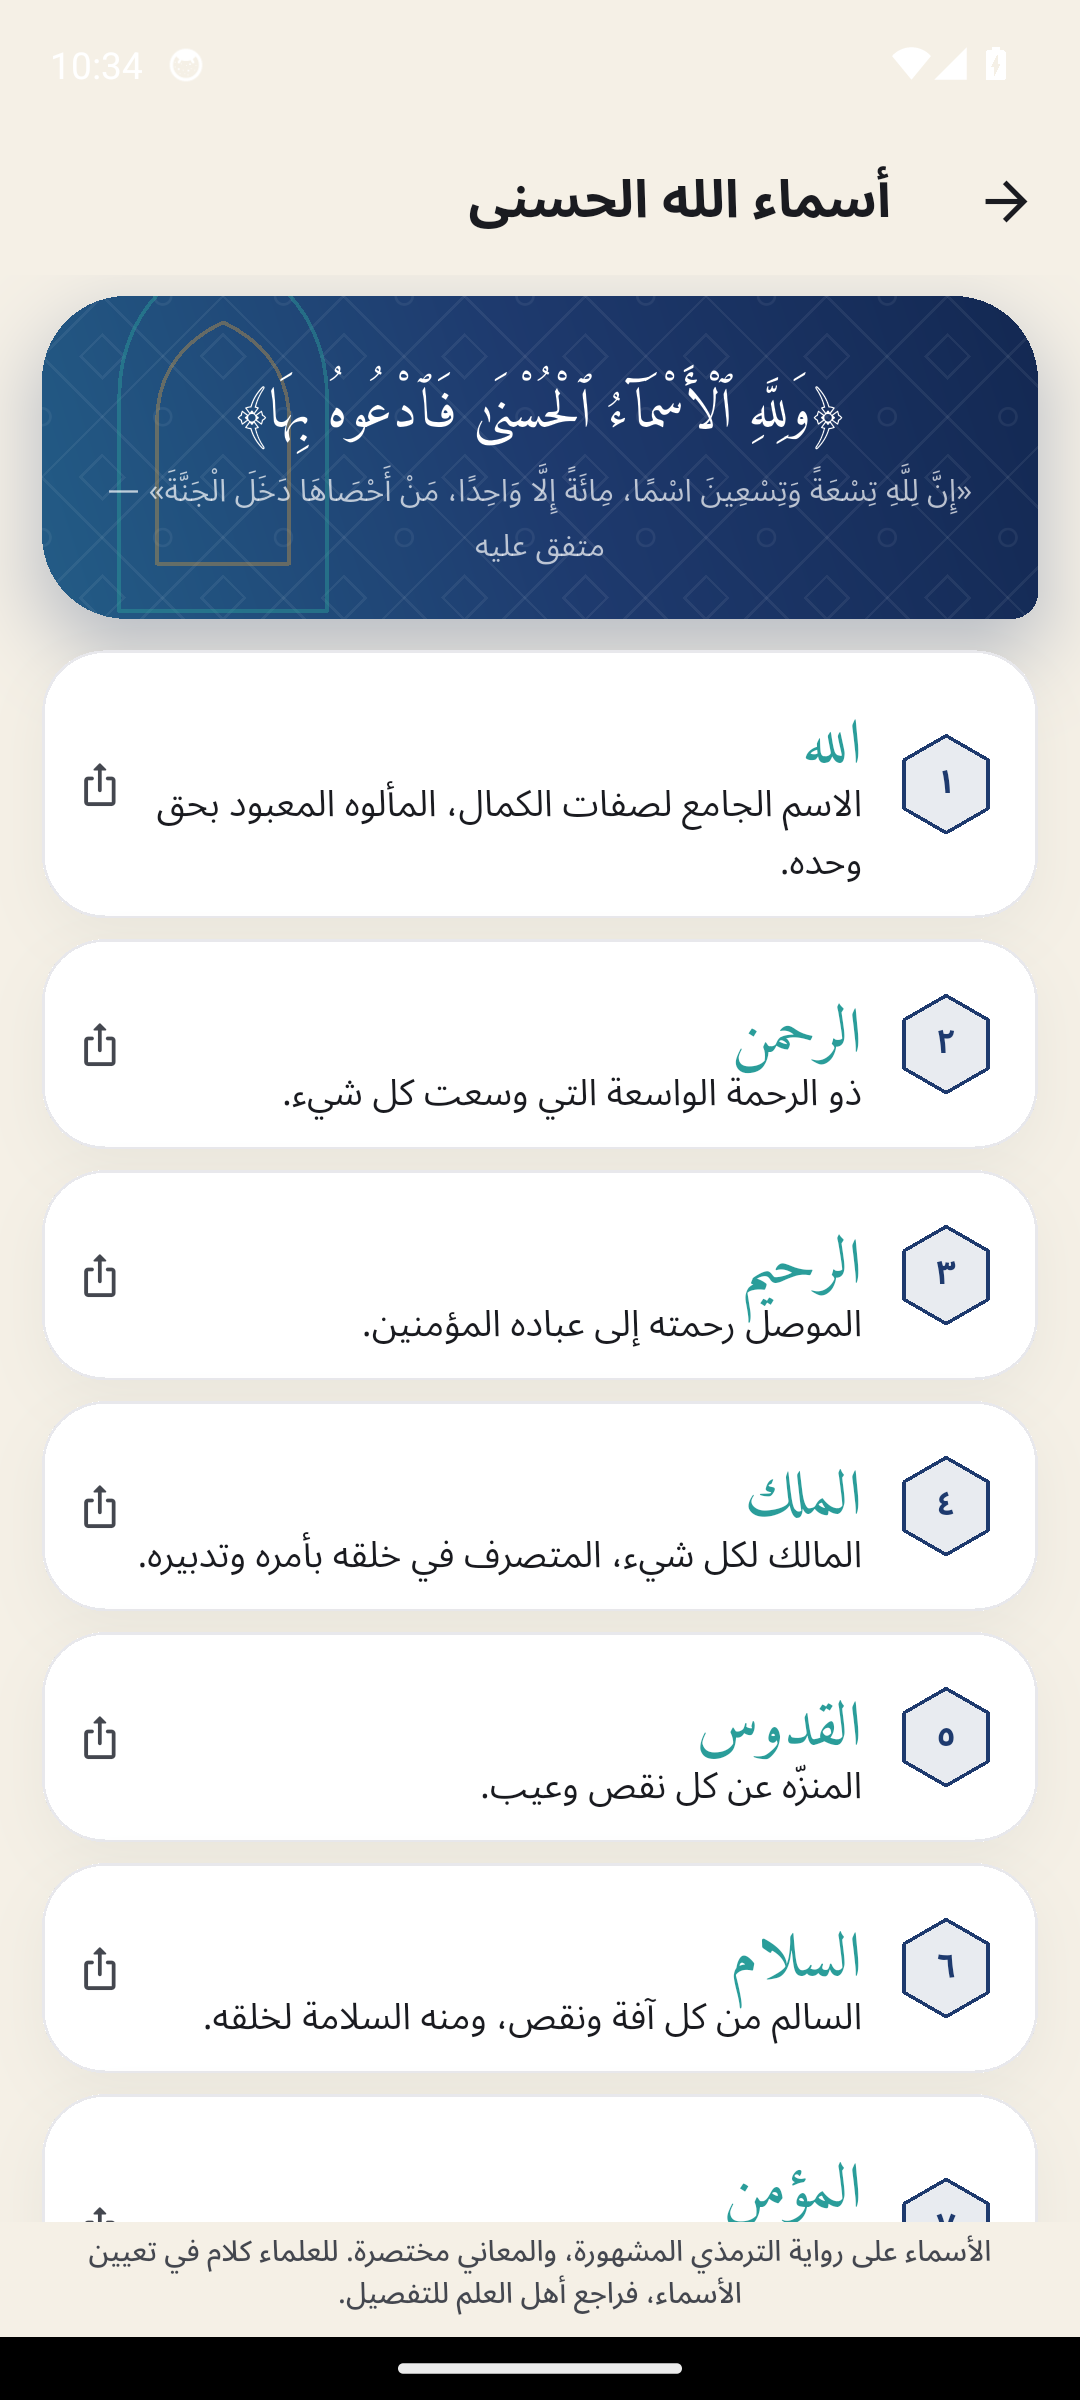 10:34
أسماء الله الحسنى
﴿وَلِلَّهِ ٱلْأَسْمَآءُ ٱلْحُسْنَىٰ فَٱدْعُوهُ بِهَا﴾
«إِنَّ لِلَّهِ تِسْعَةً وَتِسْعِينَ اسْمًا، مِائَةً إِلَّا وَاحِدًا، مَنْ أَحْصَاهَا دَخَلَ الْجَنَّةَ» —
متفق عليه
١
الله
الاسم الجامع لصفات الكمال، المألوه المعبود بحق
وحده.
٢
الرحمن
ذو الرحمة الواسعة التي وسعت كل شيء.
٣
الرحيم
الموصل رحمته إلى عباده المؤمنين.
٤
الملك
المالك لكل شيء، المتصرف في خلقه بأمره وتدبيره.
٥
القدوس
المنزّه عن كل نقص وعيب.
٦
السلام
السالم من كل آفة ونقص، ومنه السلامة لخلقه.
٧
المؤمن
الأسماء على رواية الترمذي المشهورة، والمعاني مختصرة. للعلماء كلام في تعيين
الأسماء، فراجع أهل العلم للتفصيل.